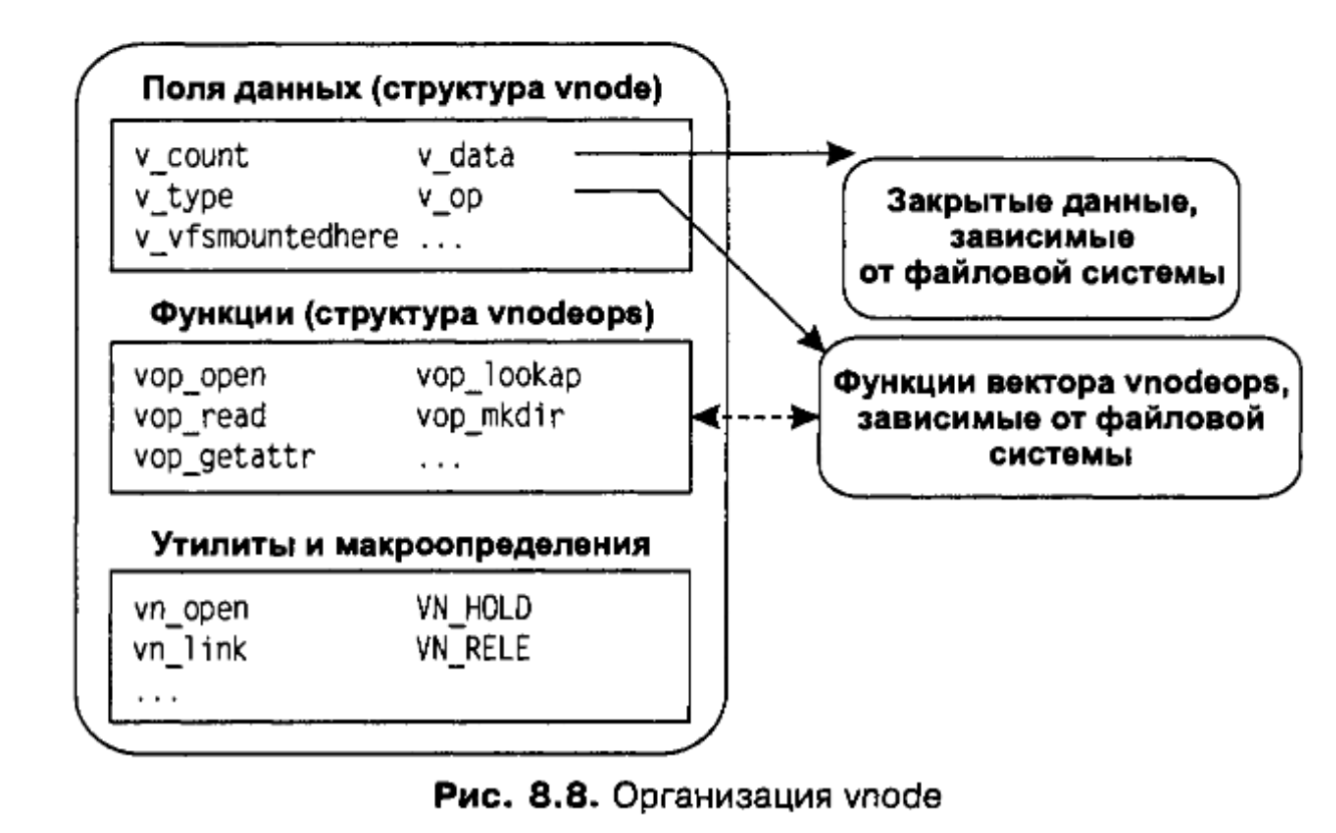 Поля данных (структура vnode)
v_count v_data
v_type v_op
v_vfsmountedhere ...
Закрытые данные,
зависимые
от файловой системы
Функции (структура vnodeops)
vop_open vop_lookap
vop_read vop_mkdir
vop_getattr ...
Функции вектора vnodeops,
зависимые от файловой
системы
Утилиты и макроопределения
vn_open VN_HOLD
vn_link VN_RELE
...
Рис. 8.8. Организация vnode